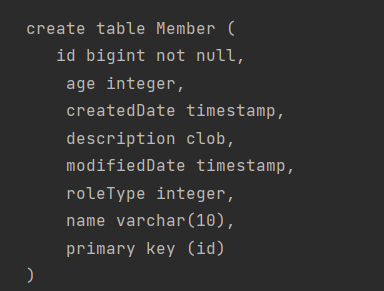 create table Member (
id bigint not null,
age integer,
createdDate timestamp,
description clob,
modifiedDate timestamp,
roleType integer,
name varchar(10),
primary key (id)
)